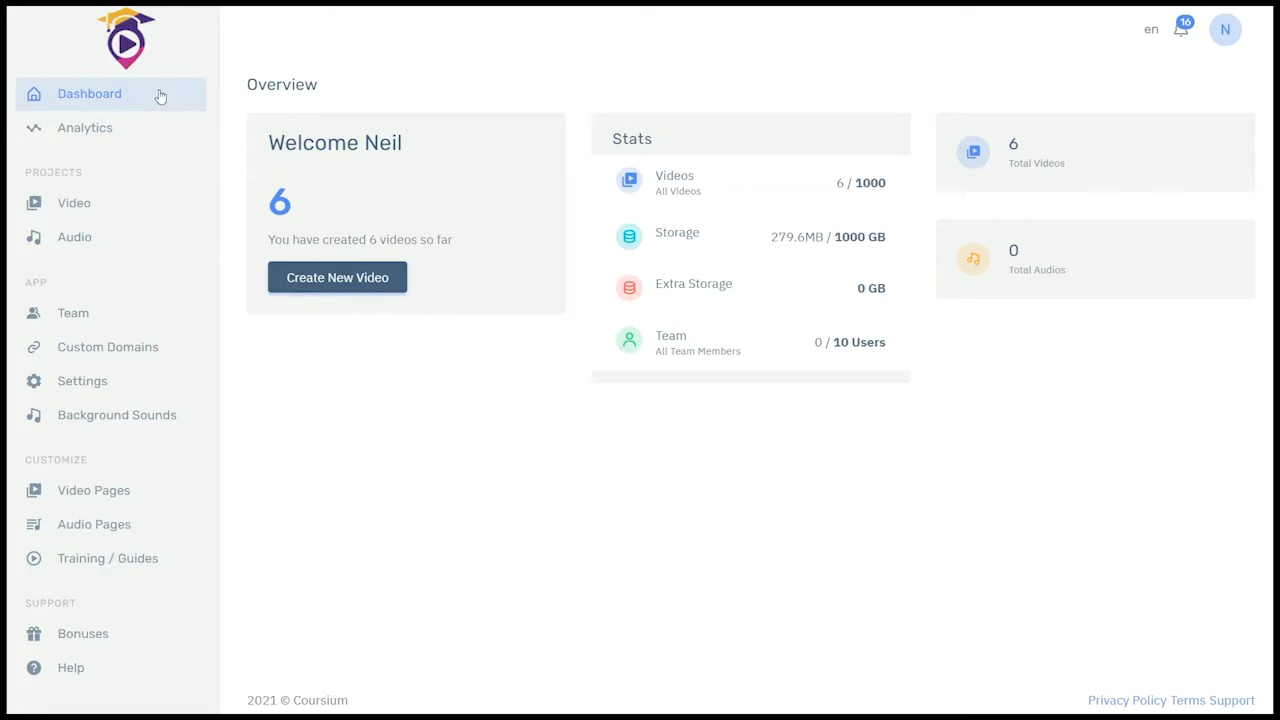 en
16
N
Dashboard
Analytics
PROJECTS
Video
Audio
APP
Team
Custom Domains
Settings
Background Sounds
CUSTOMIZE
Video Pages
Audio Pages
Training / Guides
SUPPORT
Bonuses
Help
Overview
Welcome Neil
6
You have created 6 videos so far
Create New Video
Stats
Videos
All Videos
6 / 1000
Storage
279.6MB / 1000 GB
Extra Storage
0 GB
Team
All Team Members
0 / 10 Users
6
Total Videos
0
Total Audios
2021 © Coursium
Privacy Policy Terms Support